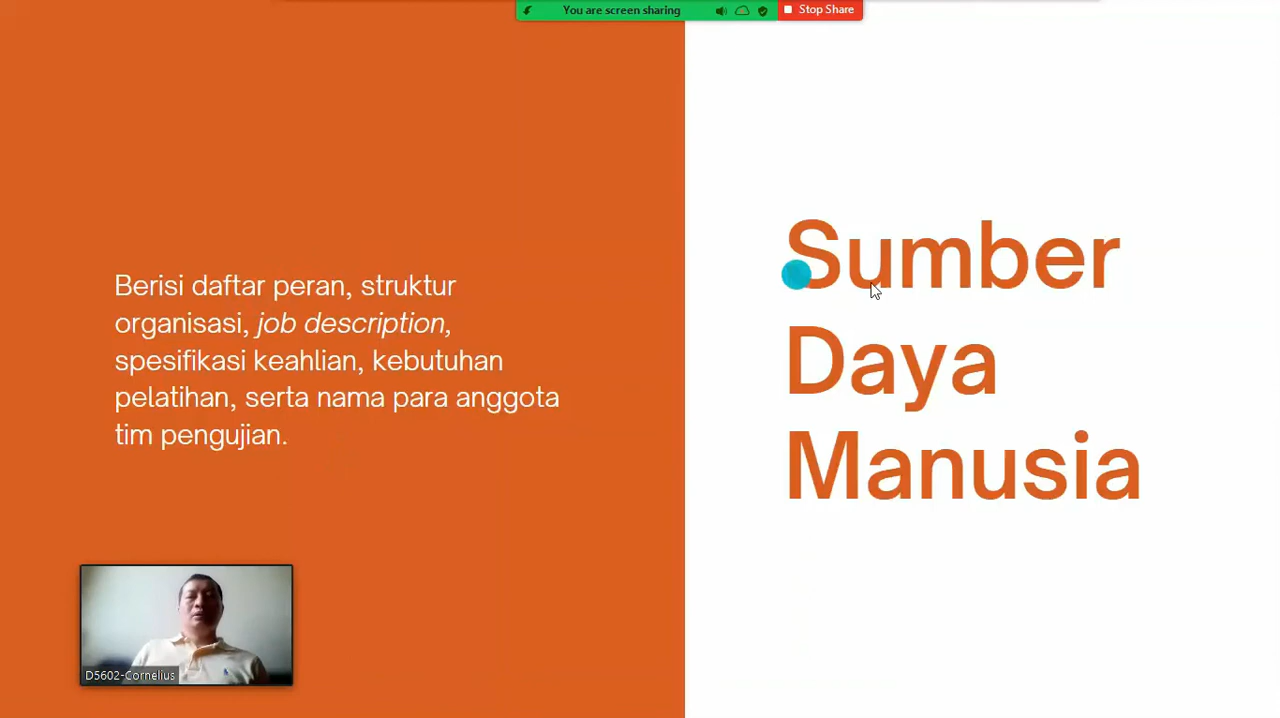 You are screen sharing
Stop Share
Berisi daftar peran, struktur
organisasi, job description,
spesifikasi keahlian, kebutuhan
pelatihan, serta nama para anggota
tim pengujian.
Sumber
Daya
Manusia
D5602-Cornelius